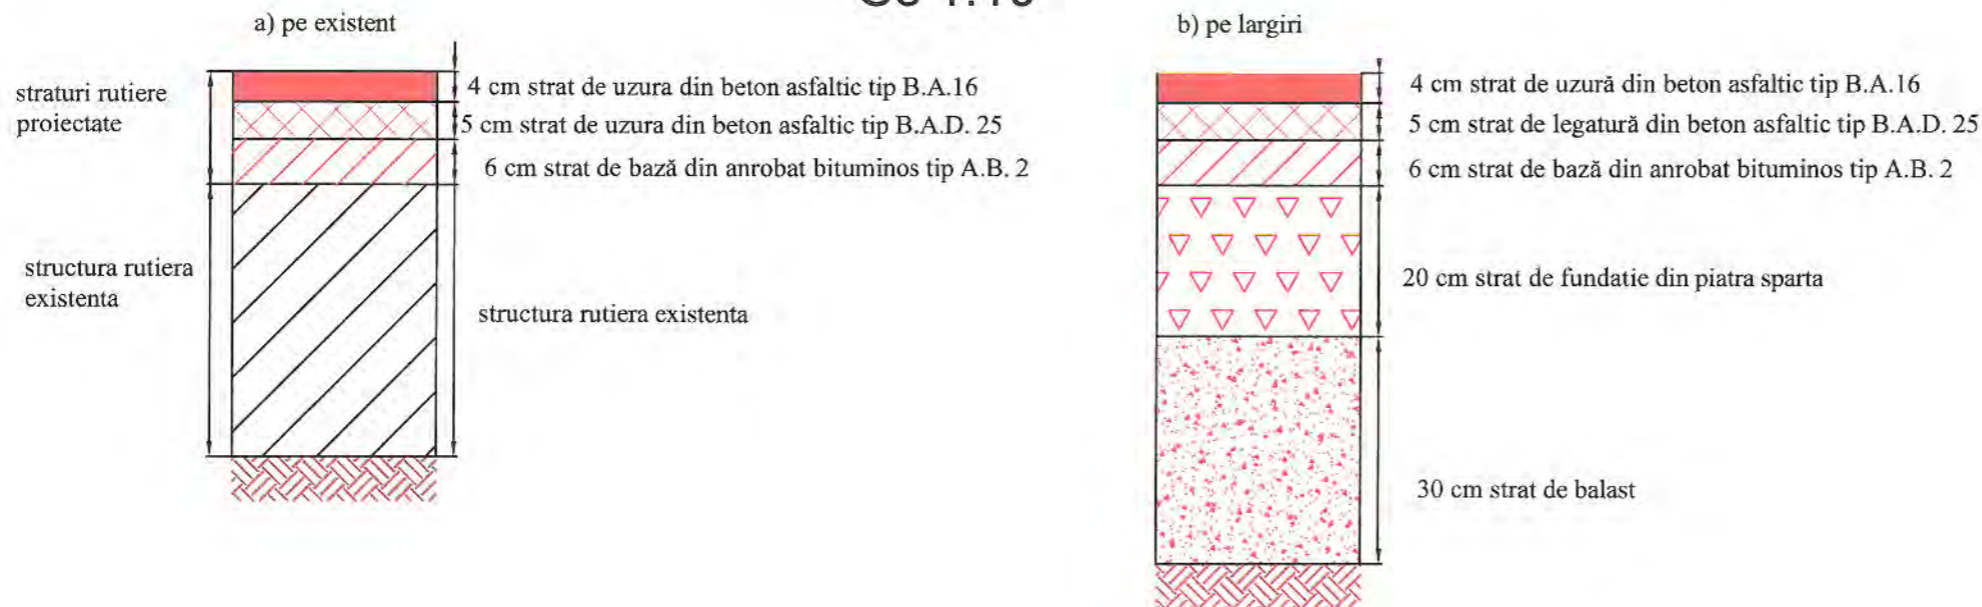 a) pe existent
straturi rutiere
proiectate
4 cm strat de uzura din beton asfaltic tip B.A.16
5 cm strat de uzura din beton asfaltic tip B.A.D. 25
6 cm strat de bază din anrobat bituminos tip A.B. 2
structura rutiera
existenta
structura rutiera existenta
b) pe largiri
4 cm strat de uzură din beton asfaltic tip B.A.16
5 cm strat de legatură din beton asfaltic tip B.A.D. 25
6 cm strat de bază din anrobat bituminos tip A.B. 2
20 cm strat de fundatie din piatra sparta
30 cm strat de balast